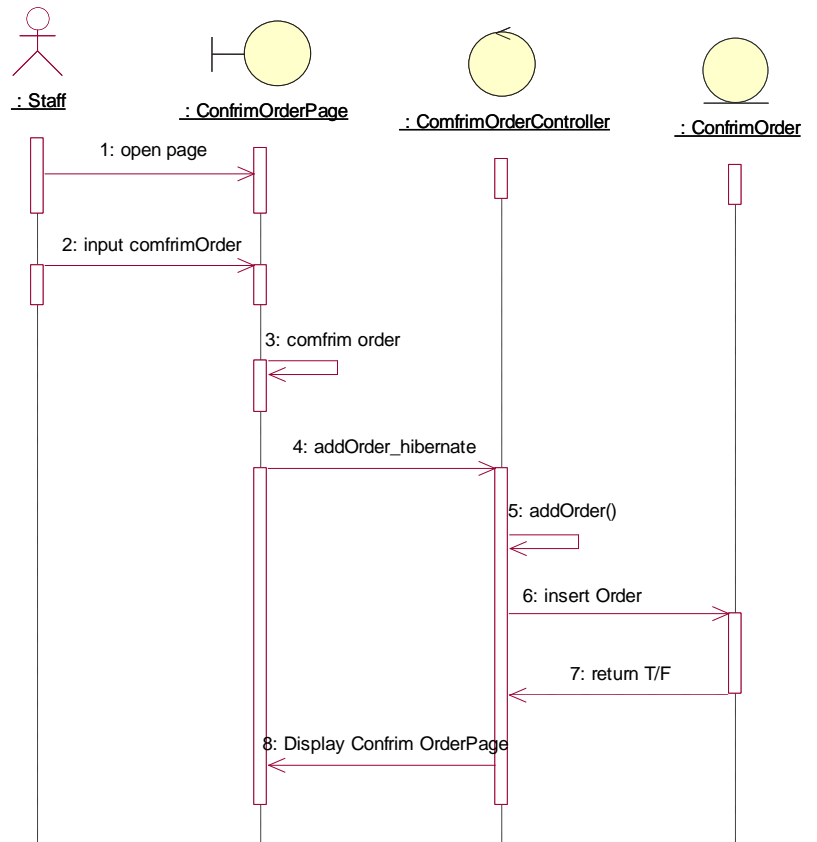 : Staff
: ConfrimOrderPage
: ComfrimOrderController
: ConfrimOrder
1: open page
2: input comfrimOrder
3: comfrim order
4: addOrder_hibernate
5: addOrder()
6: insert Order
7: return T/F
8: Display Confrim OrderPage